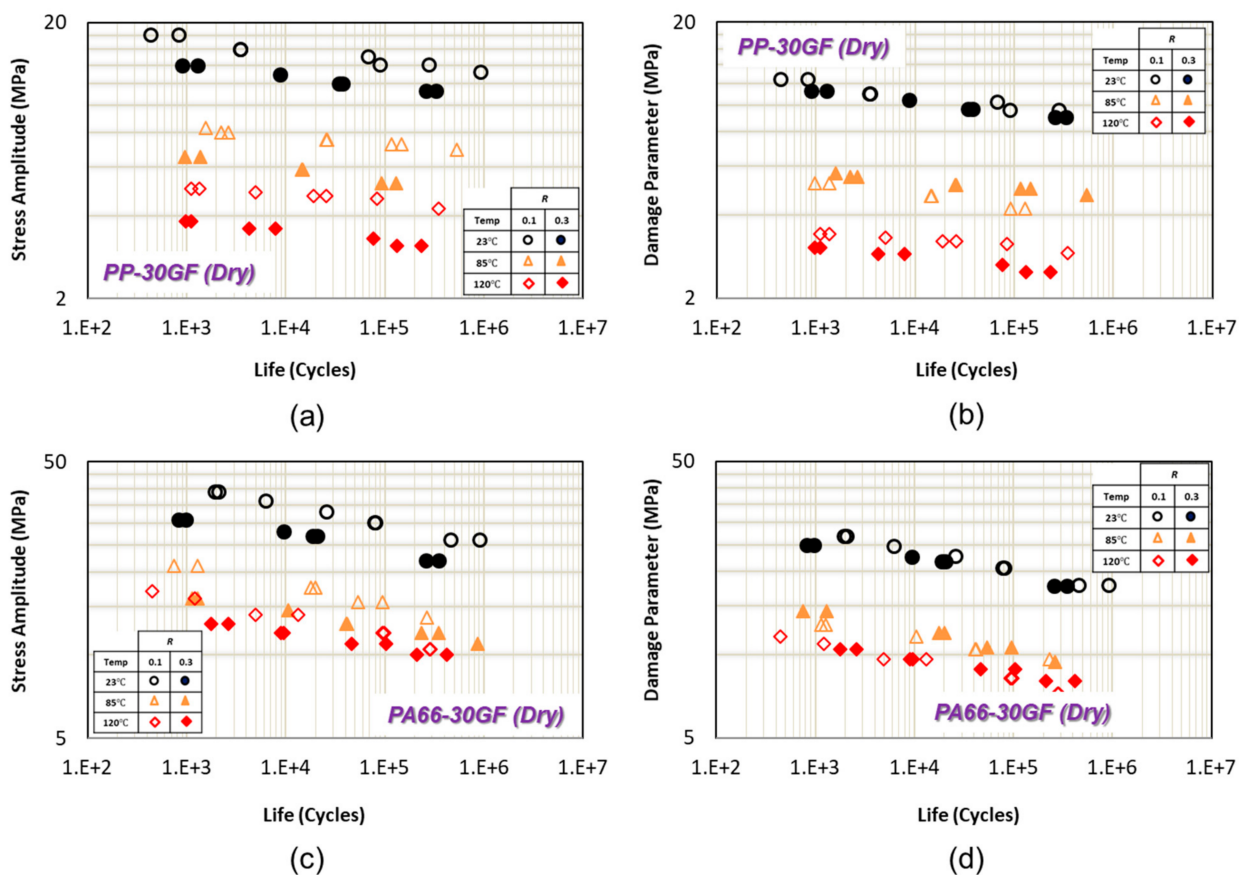 20
2
Stress Amplitude (MPa)
PP-30GF (Dry)
R
Temp 0.1 0.3
23°C
85°C
120°C
1.E+2 1.E+3 1.E+4 1.E+5 1.E+6 1.E+7
Life (Cycles)
(a)
20
2
Damage Parameter (MPa)
PP-30GF (Dry)
R
Temp 0.1 0.3
23°C
85°C
120°C
1.E+2 1.E+3 1.E+4 1.E+5 1.E+6 1.E+7
Life (Cycles)
(b)
50
5
Stress Amplitude (MPa)
R
Temp 0.1 0.3
23°C
85°C
120°C
PA66-30GF (Dry)
1.E+2 1.E+3 1.E+4 1.E+5 1.E+6 1.E+7
Life (Cycles)
(c)
50
5
Damage Parameter (MPa)
R
Temp 0.1 0.3
23°C
85°C
120°C
PA66-30GF (Dry)
1.E+2 1.E+3 1.E+4 1.E+5 1.E+6 1.E+7
Life (Cycles)
(d)